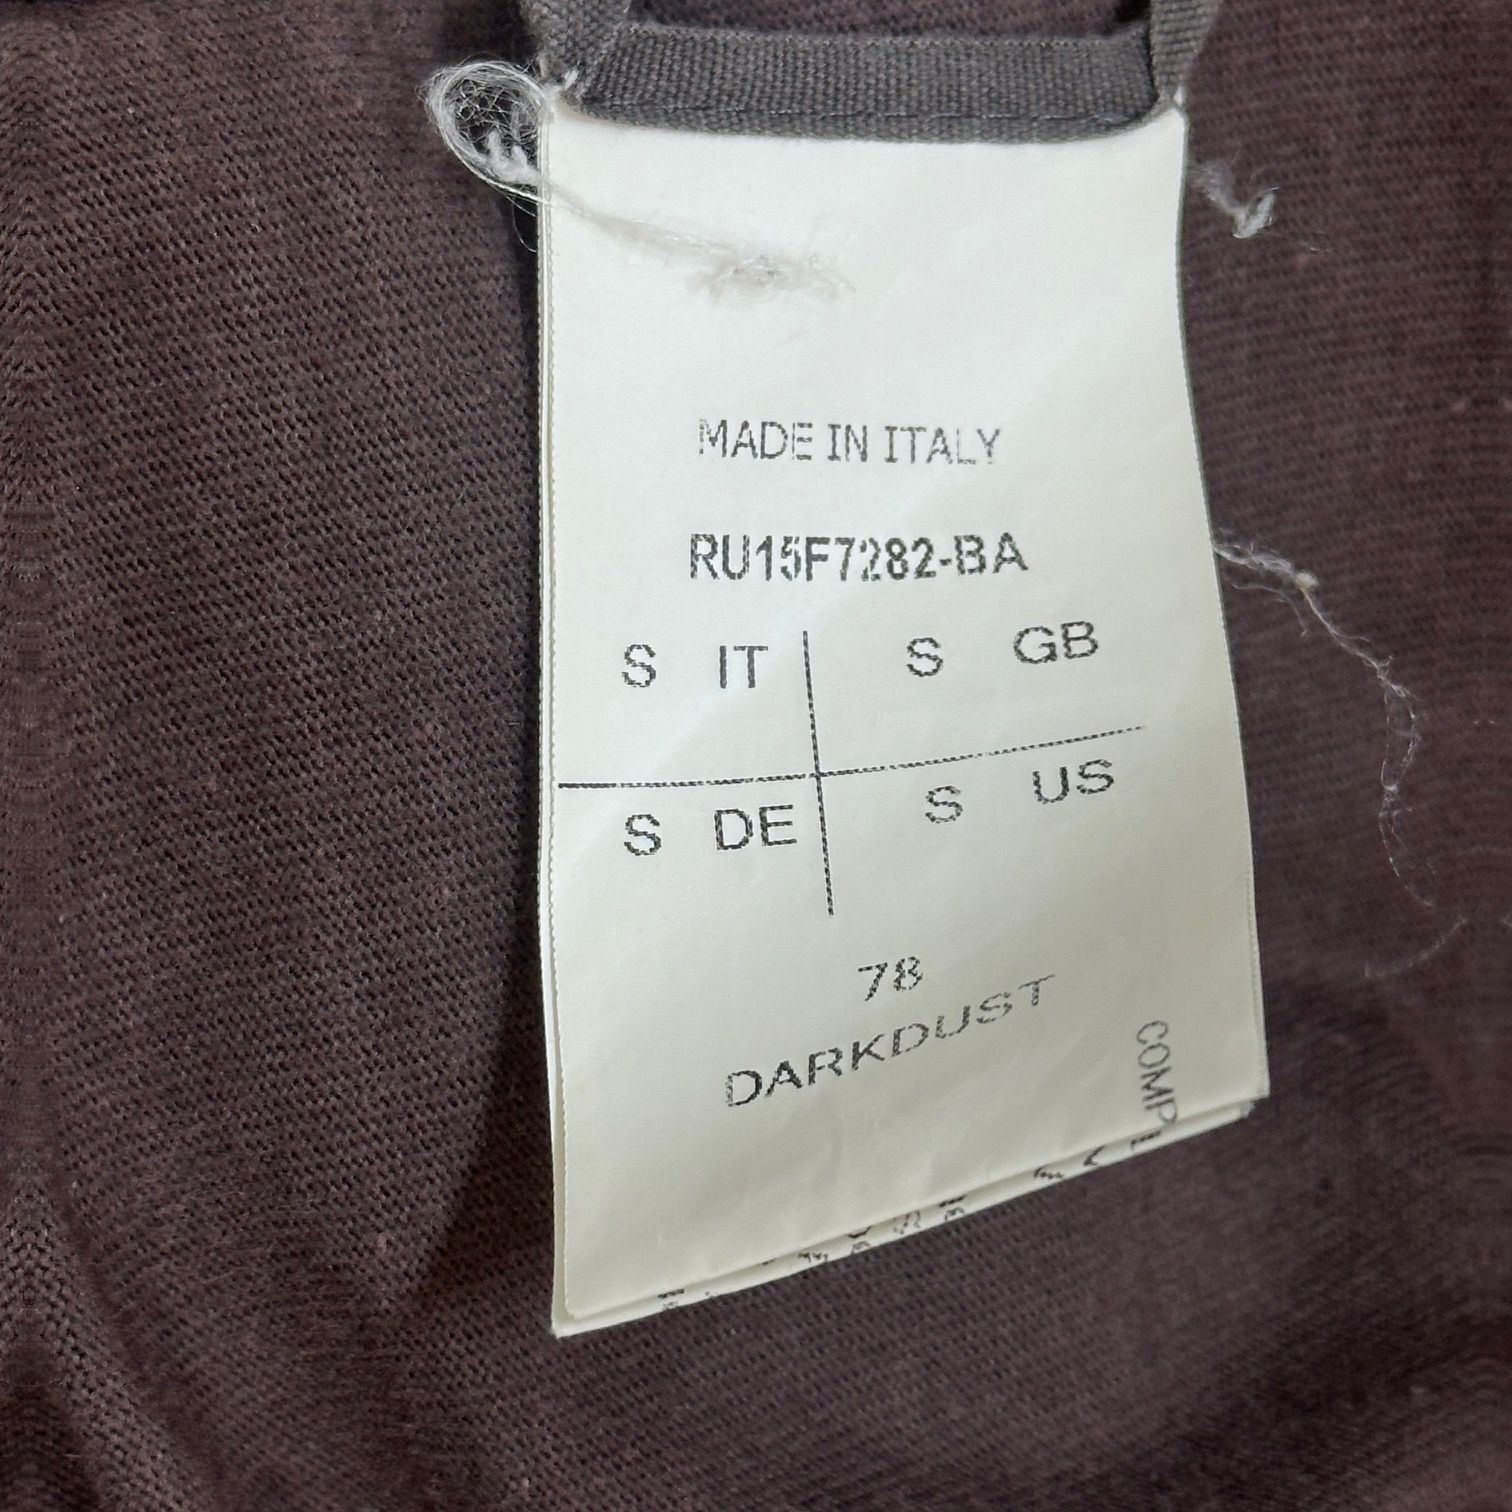 MADE IN ITALY
RU15F7282-BA
S IT S GB
S DE S US
78
DARKDUST